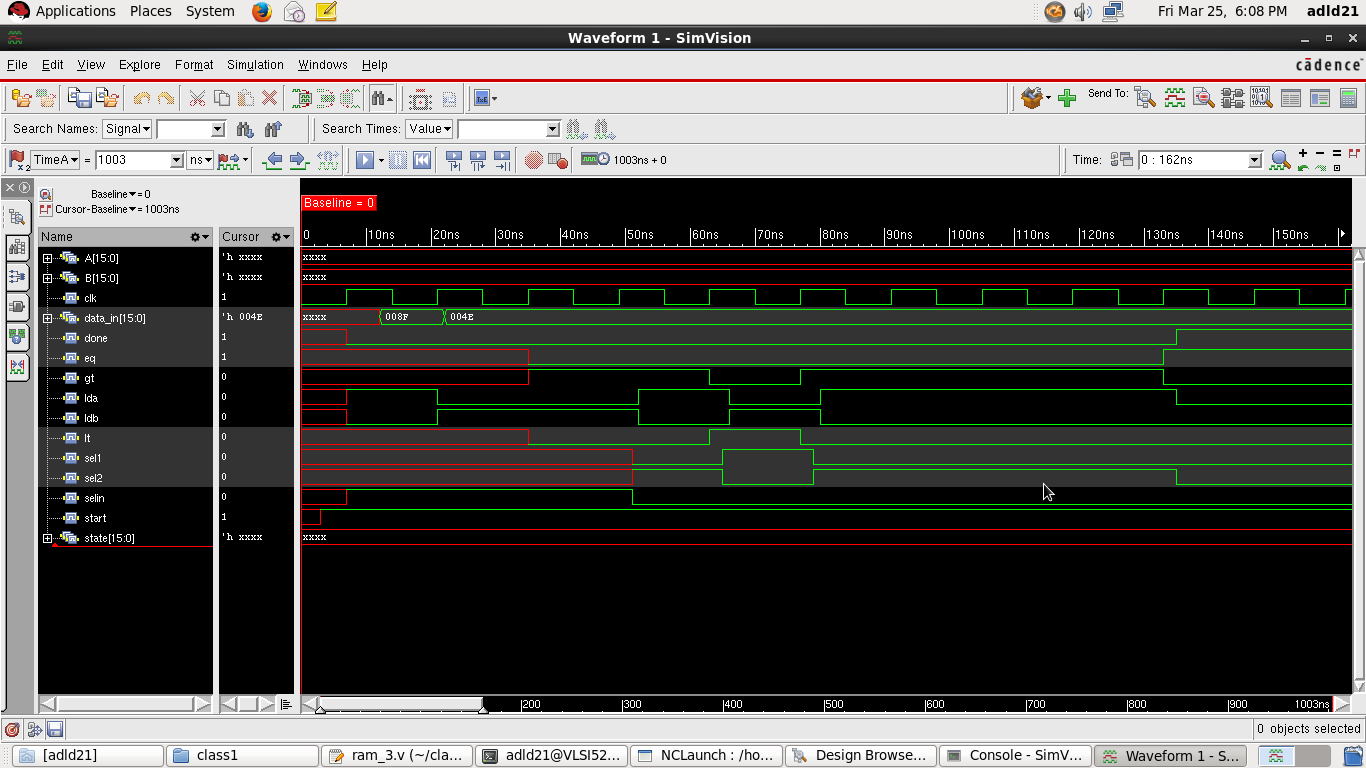 Applications Places System Fri Mar 25, 6:08 PM adld21
Waveform 1 - SimVision
File Edit View Explore Format Simulation Windows Help cādence
Send To:
Search Names: Signal Search Times: Value
TimeA = 1003 ns 1003ns + 0 Time: 0 : 162ns
Baseline = 0
Cursor-Baseline = 1003ns
Baseline = 0
Name Cursor 0 10ns 20ns 30ns 40ns 50ns 60ns 70ns 80ns 90ns 100ns 110ns 120ns 130ns 140ns 150ns
A[15:0] 'h xxxx xxxx
B[15:0] 'h xxxx xxxx
clk 1
data_in[15:0] 'h 004E xxxx 008F 004E
done 1
eq 1
gt 0
lda 0
ldb 0
lt 0
sel1 0
sel2 0
selin 0
start 1
state[15:0] 'h xxxx xxxx
200 300 400 500 600 700 800 900 1003ns
0 objects selected
[adld21] class1 ram_3.v (~/cla... adld21@VLSI52... NCLaunch : /ho... Design Browse... Console - SimV... Waveform 1 - S...